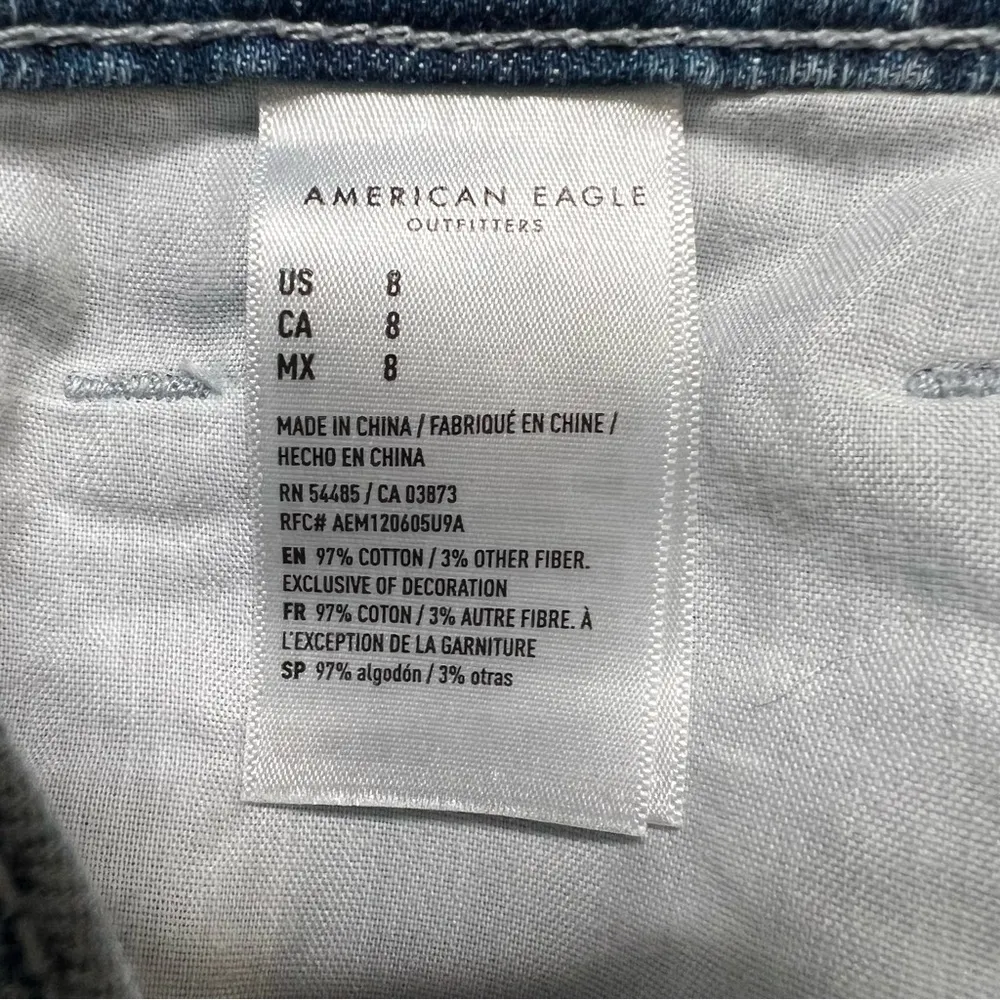 AMERICAN EAGLE
OUTFITTERS
US 8
CA 8
MX 8
MADE IN CHINA / FABRIQUÉ EN CHINE /
HECHO EN CHINA
RN 54485 / CA 03873
RFC# AEM120605U9A
EN 97% COTTON / 3% OTHER FIBER.
EXCLUSIVE OF DECORATION
FR 97% COTON / 3% AUTRE FIBRE. À
L'EXCEPTION DE LA GARNITURE
SP 97% algodón / 3% otras